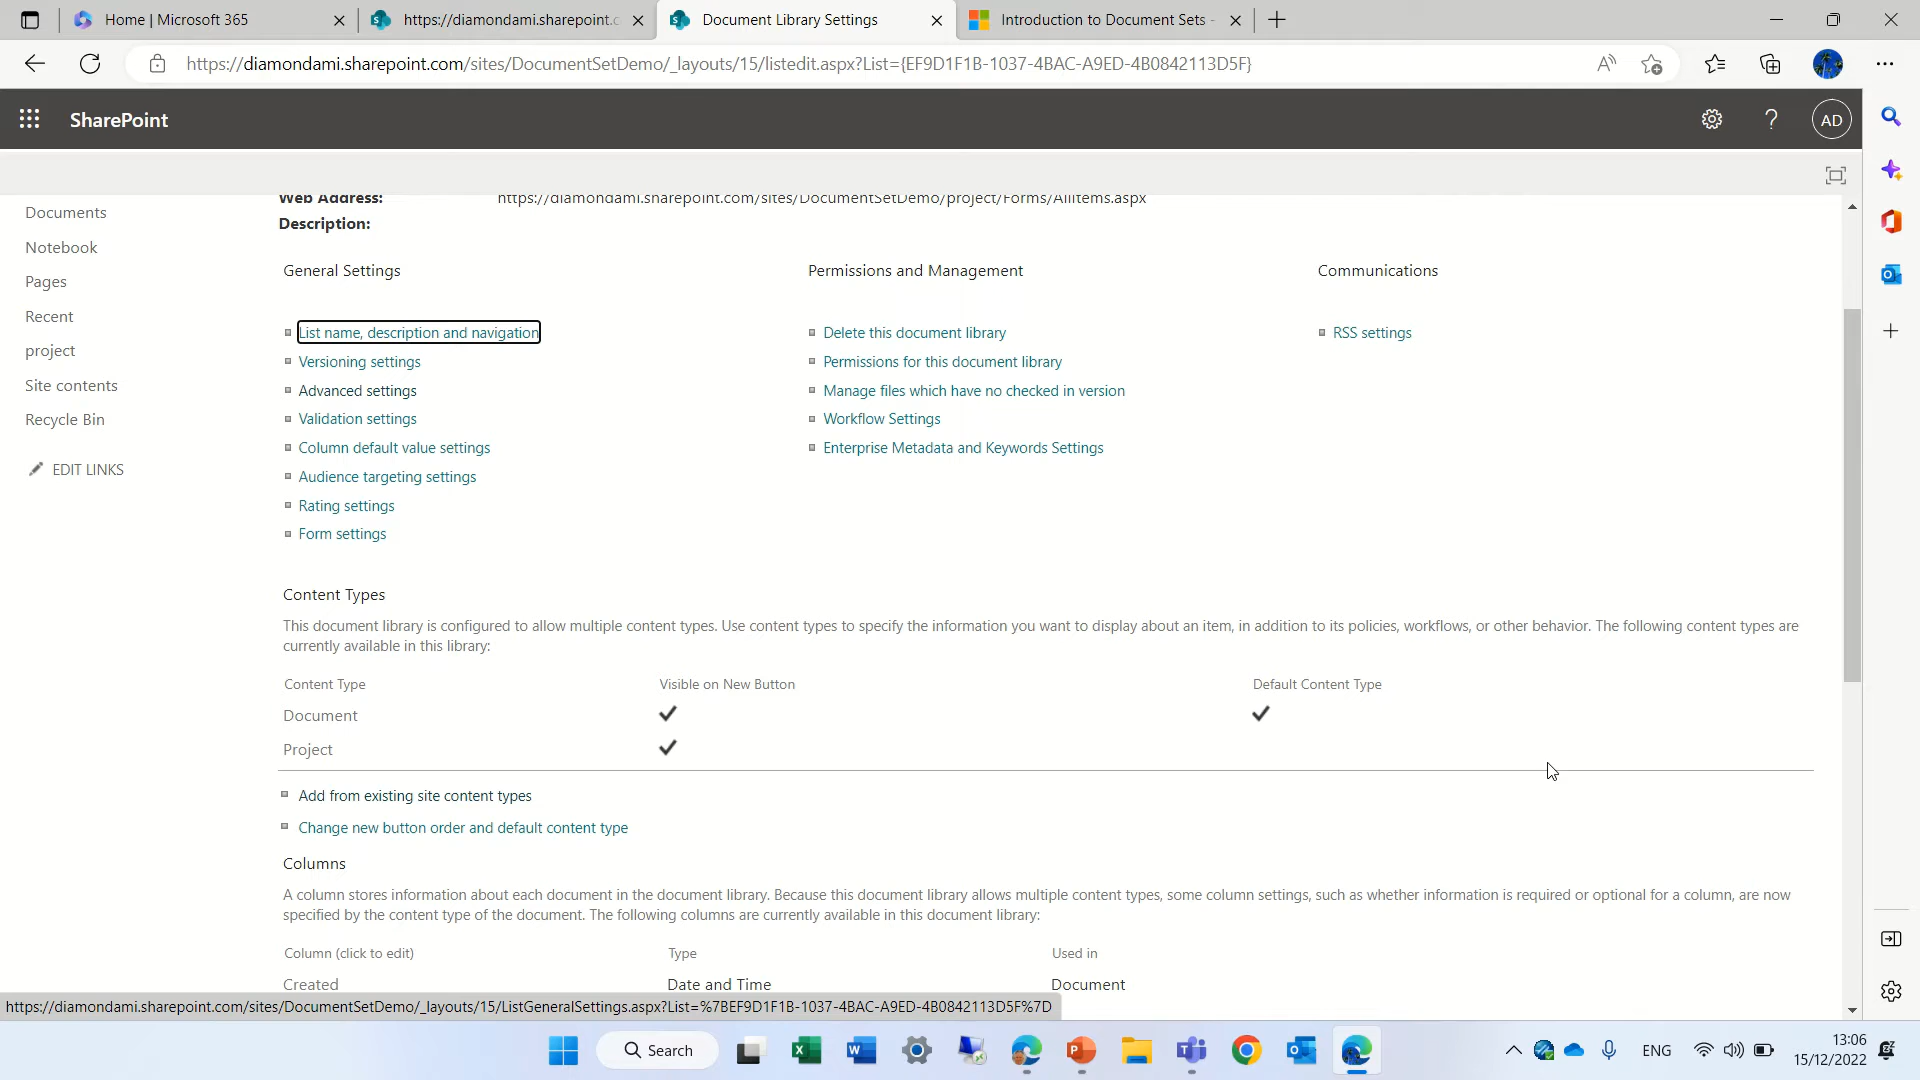 Home | Microsoft 365
https://diamondami.sharepoint.c
Document Library Settings
Introduction to Document Sets -
https://diamondami.sharepoint.com/sites/DocumentSetDemo/_layouts/15/listedit.aspx?List={EF9D1F1B-1037-4BAC-A9ED-4B0842113D5F}
SharePoint
AD
Web Address: https://diamondami.sharepoint.com/sites/DocumentSetDemo/project/Forms/AllItems.aspx
Description:
Documents
Notebook
Pages
Recent
project
Site contents
Recycle Bin
EDIT LINKS
General Settings
List name, description and navigation
Versioning settings
Advanced settings
Validation settings
Column default value settings
Audience targeting settings
Rating settings
Form settings
Permissions and Management
Delete this document library
Permissions for this document library
Manage files which have no checked in version
Workflow Settings
Enterprise Metadata and Keywords Settings
Communications
RSS settings
Content Types
This document library is configured to allow multiple content types. Use content types to specify the information you want to display about an item, in addition to its policies, workflows, or other behavior. The following content types are
currently available in this library:
Content Type Visible on New Button Default Content Type
Document
Project
Add from existing site content types
Change new button order and default content type
Columns
A column stores information about each document in the document library. Because this document library allows multiple content types, some column settings, such as whether information is required or optional for a column, are now
specified by the content type of the document. The following columns are currently available in this document library:
Column (click to edit) Type Used in
Created Date and Time Document
https://diamondami.sharepoint.com/sites/DocumentSetDemo/_layouts/15/ListGeneralSettings.aspx?List=%7BEF9D1F1B-1037-4BAC-A9ED-4B0842113D5F%7D
Search
ENG
13:06
15/12/2022